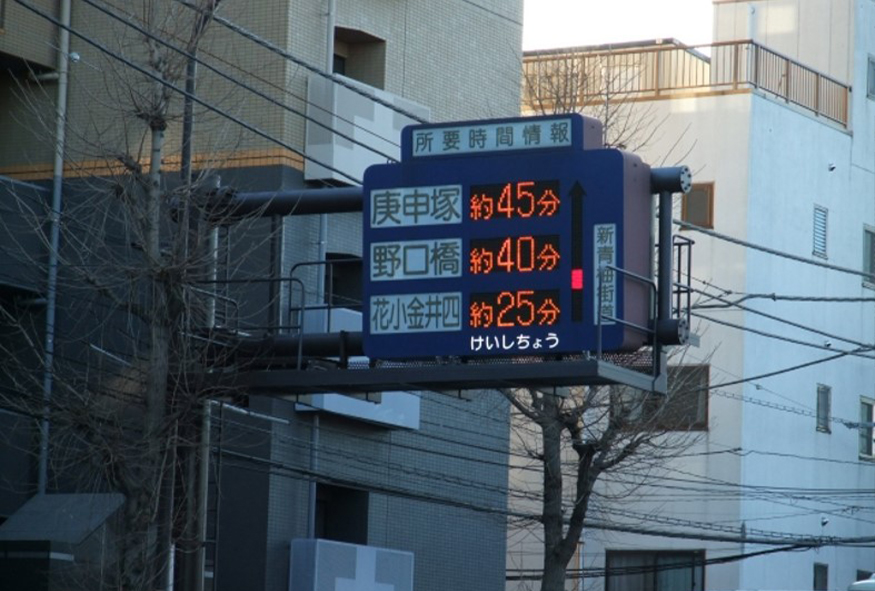 所要時間情報
庚申塚 約45分
野口橋 約40分
花小金井四 約25分
けいしちょう
新青梅街道